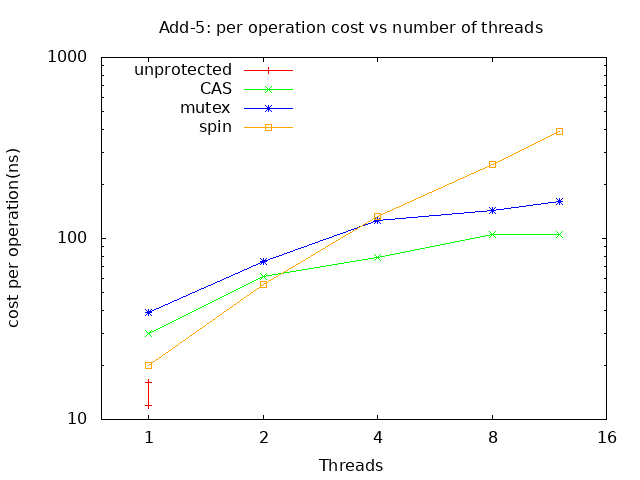 Add-5: per operation cost vs number of threads
1000
100
10
cost per operation(ns)
unprotected
CAS
mutex
spin
1 2 4 8 16
Threads